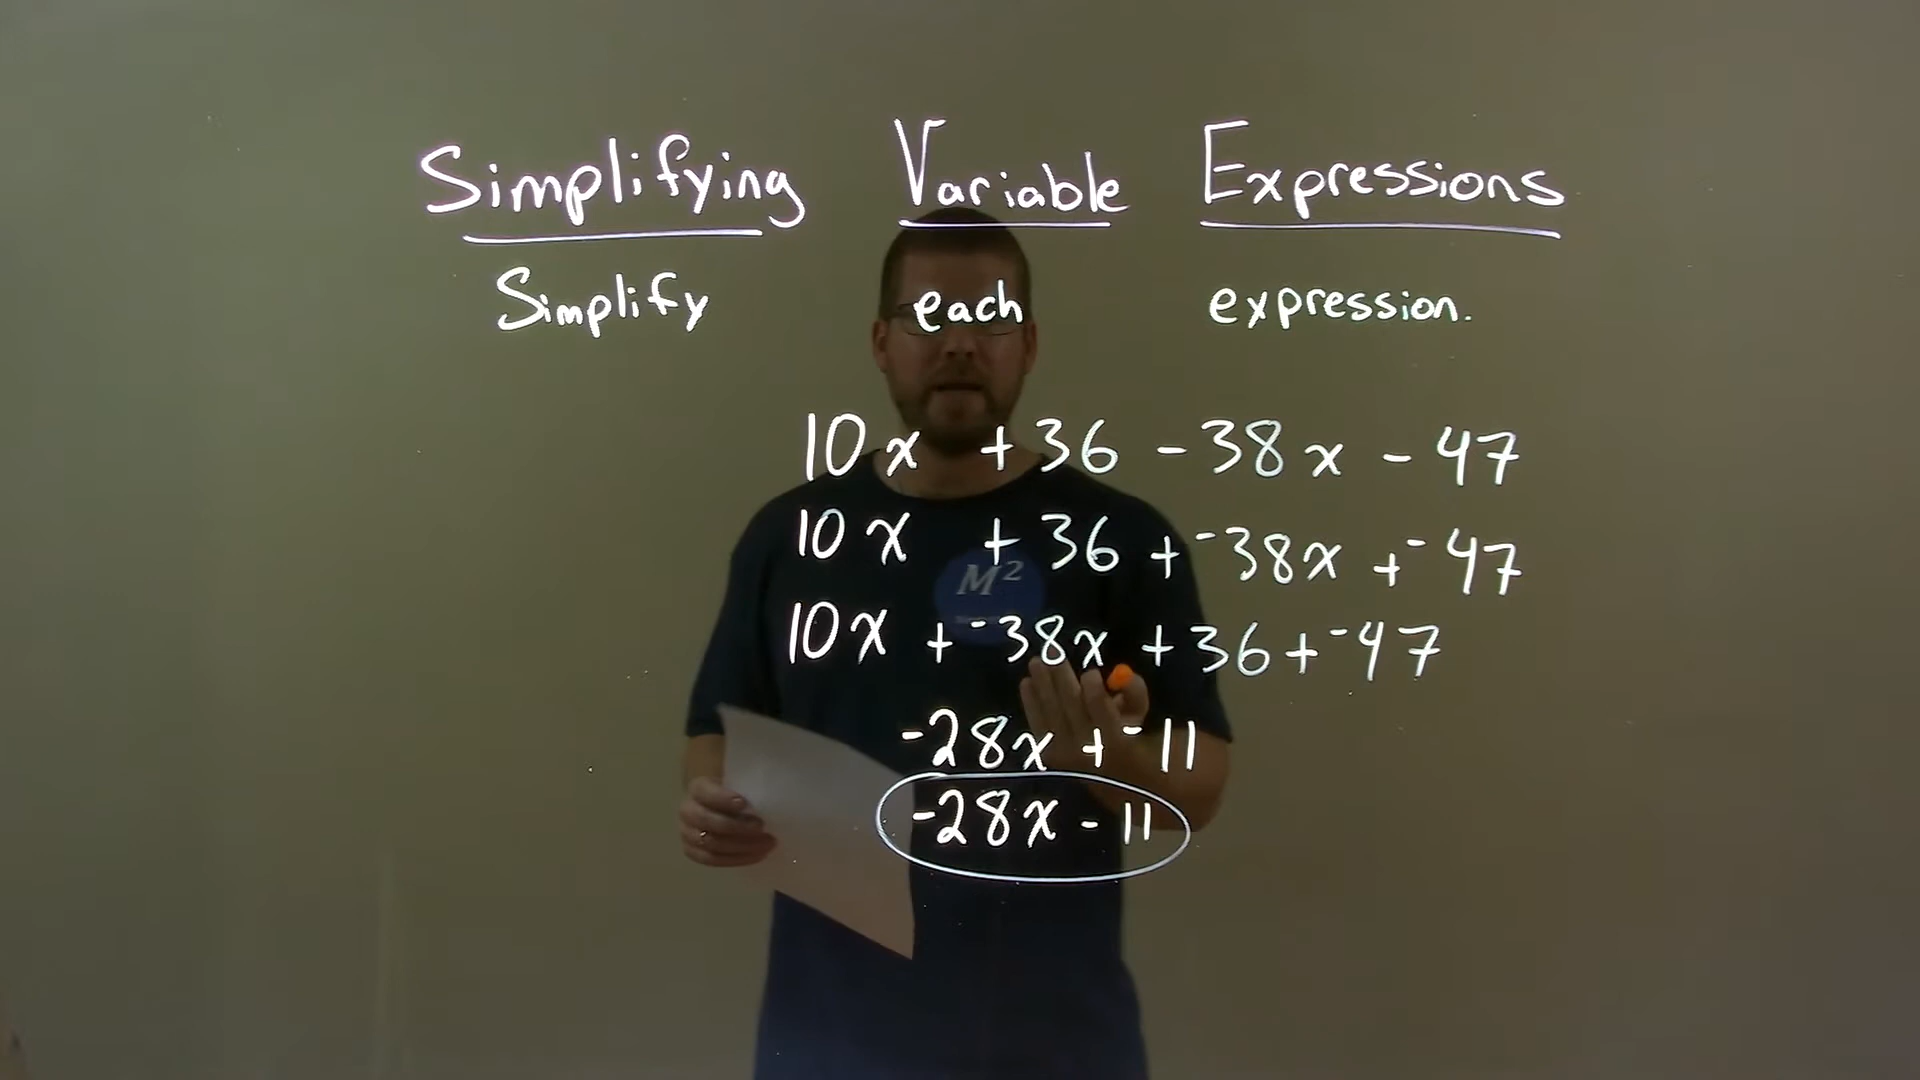 Simplifying Variable Expressions
Simplify each expression.
10x +36 -38x - 47
10x + 36 + -38x + -47
M²
10x + -38x + 36 + -47
-28x + -11
-28x - 11